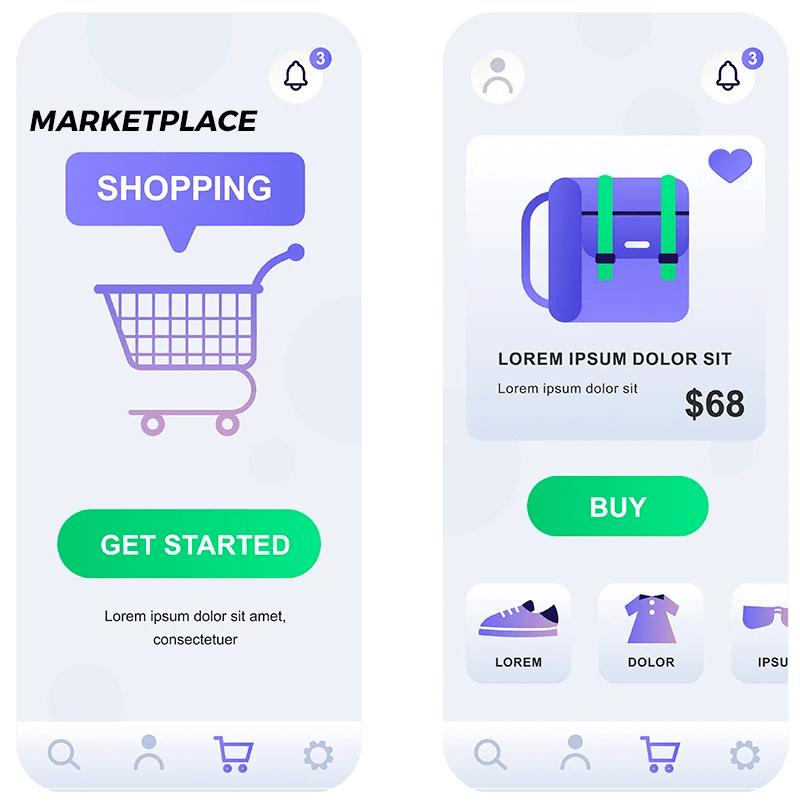 3
MARKETPLACE
SHOPPING
GET STARTED
Lorem ipsum dolor sit amet,
consectetuer
3
LOREM IPSUM DOLOR SIT
Lorem ipsum dolor sit
$68
BUY
LOREM
DOLOR
IPSU